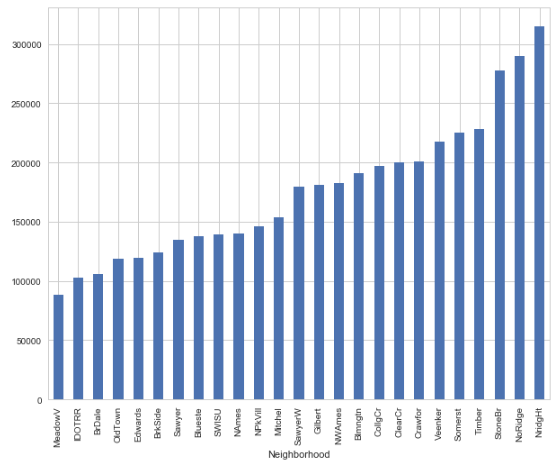 300000
250000
200000
150000
100000
50000
0
MeadowV
IDOTRR
BrDale
OldTown
Edwards
BrkSide
Sawyer
Blueste
SWISU
NAmes
NPkVill
Mitchel
SawyerW
Gilbert
NWAmes
Blmngtn
CollgCr
ClearCr
Crawfor
Veenker
Somerst
Timber
StoneBr
NoRidge
NridgHt
Neighborhood